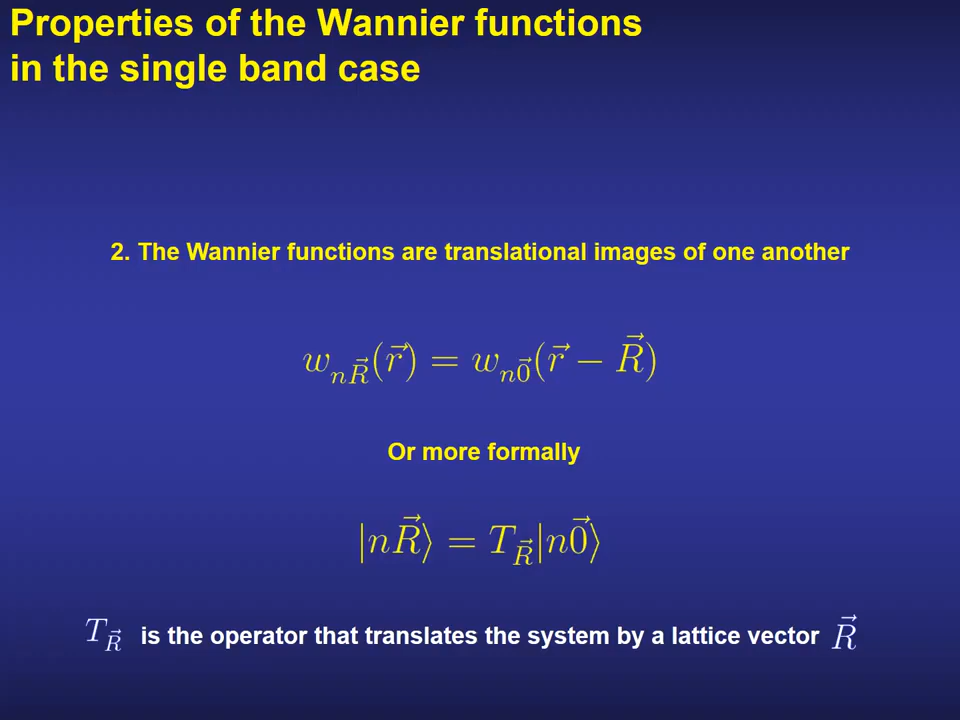 Properties of the Wannier functions
in the single band case
2. The Wannier functions are translational images of one another
$w_{n\vec{R}}(\vec{r}) = w_{n\vec{0}}(\vec{r} - \vec{R})$
Or more formally
$|n\vec{R}\rangle = T_{\vec{R}}|n\vec{0}\rangle$
$T_{\vec{R}}$ is the operator that translates the system by a lattice vector $\vec{R}$